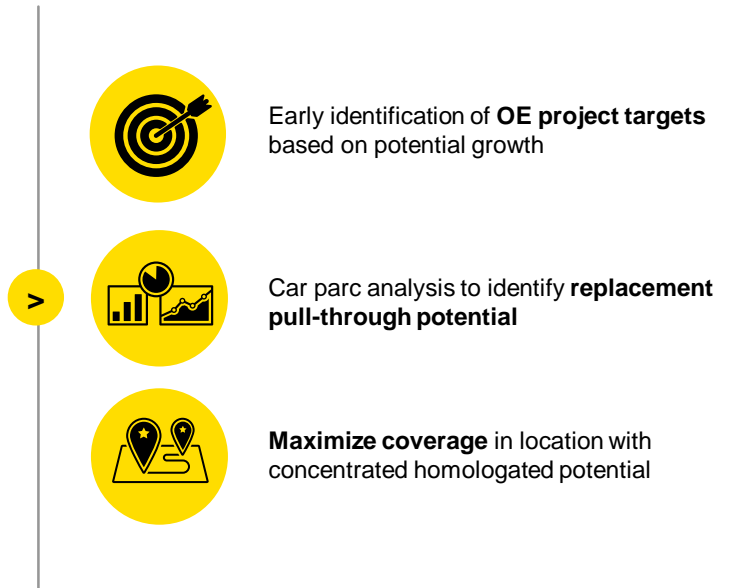 Early identification of OE project targets
based on potential growth
>
Car parc analysis to identify replacement
pull-through potential
Maximize coverage in location with
concentrated homologated potential